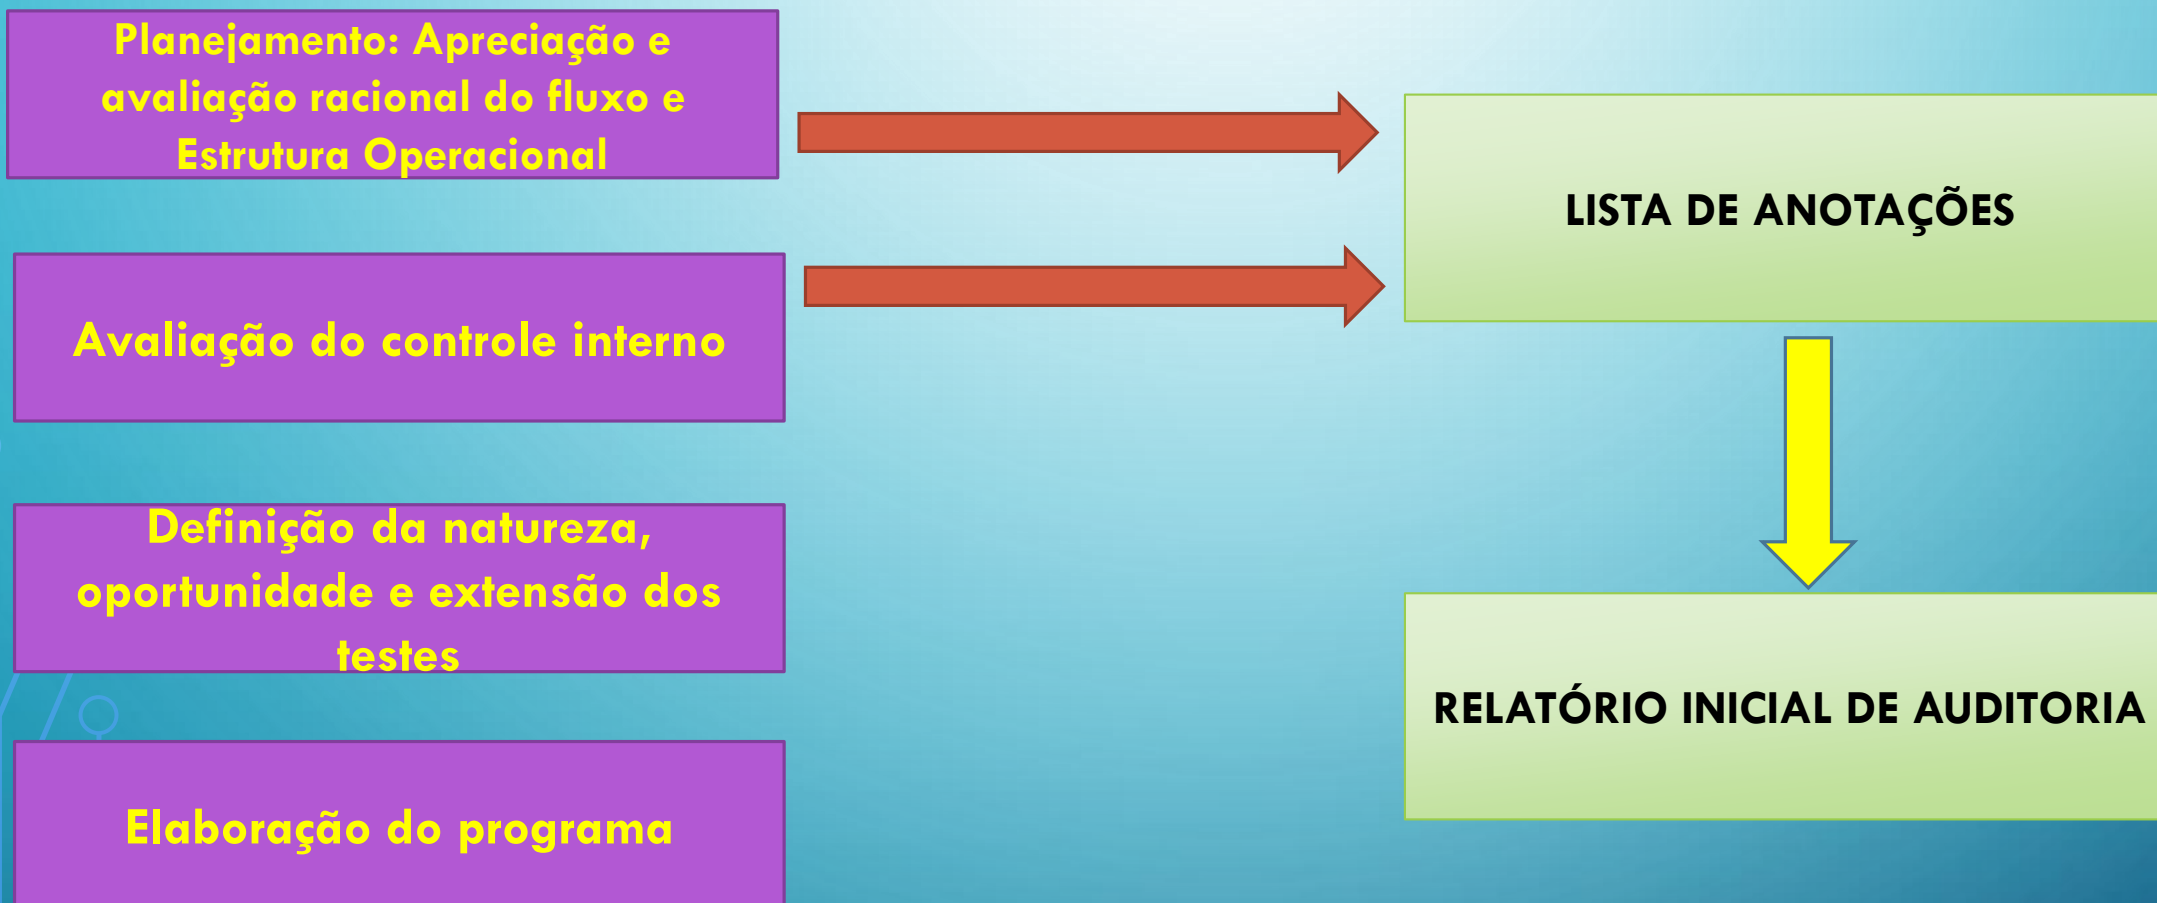 Planejamento: Apreciação e
avaliação racional do fluxo e
Estrutura Operacional
Avaliação do controle interno
Definição da natureza,
oportunidade e extensão dos
testes
Elaboração do programa
LISTA DE ANOTAÇÕES
RELATÓRIO INICIAL DE AUDITORIA